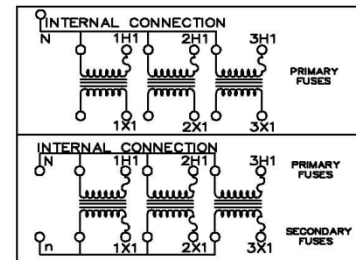 INTERNAL CONNECTION
N 1H1 2H1 3H1
PRIMARY
FUSES
1X1 2X1 3X1
INTERNAL CONNECTION
N 1H1 2H1 3H1
PRIMARY
FUSES
SECONDARY
FUSES
n 1X1 2X1 3X1